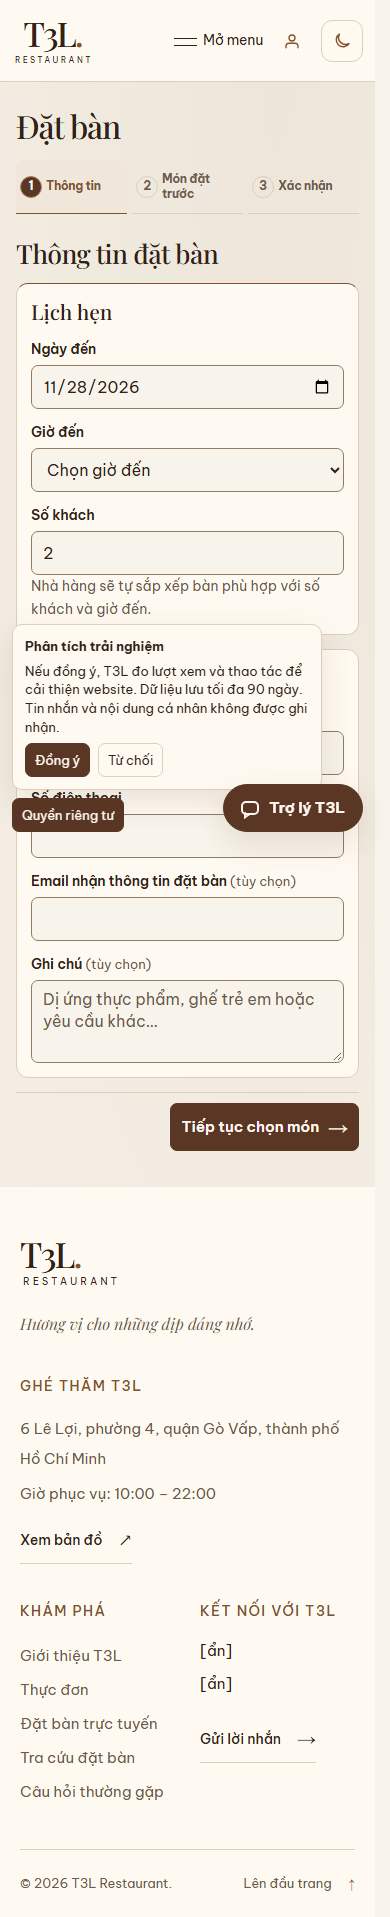 T3L.
RESTAURANT
Mở menu
Đặt bàn
1 Thông tin
2 Món đặt
trước
3 Xác nhận
Thông tin đặt bàn
Lịch hẹn
Ngày đến
11/28/2026
Giờ đến
Chọn giờ đến
Số khách
2
Nhà hàng sẽ tự sắp xếp bàn phù hợp với số
khách và giờ đến.
Phân tích trải nghiệm
Nếu đồng ý, T3L đo lượt xem và thao tác để
cải thiện website. Dữ liệu lưu tối đa 90 ngày.
Tin nhắn và nội dung cá nhân không được ghi
nhận.
Đồng ý
Từ chối
Số điện thoại
Quyền riêng tư
Trợ lý T3L
Email nhận thông tin đặt bàn (tùy chọn)
Ghi chú (tùy chọn)
Dị ứng thực phẩm, ghế trẻ em hoặc
yêu cầu khác...
Tiếp tục chọn món →
T3L.
RESTAURANT
Hương vị cho những dịp đáng nhớ.
GHÉ THĂM T3L
6 Lê Lợi, phường 4, quận Gò Vấp, thành phố
Hồ Chí Minh
Giờ phục vụ: 10:00 – 22:00
Xem bản đồ ↗
KHÁM PHÁ
Giới thiệu T3L
Thực đơn
Đặt bàn trực tuyến
Tra cứu đặt bàn
Câu hỏi thường gặp
KẾT NỐI VỚI T3L
[ẩn]
[ẩn]
Gửi lời nhắn →
© 2026 T3L Restaurant.
Lên đầu trang ↑